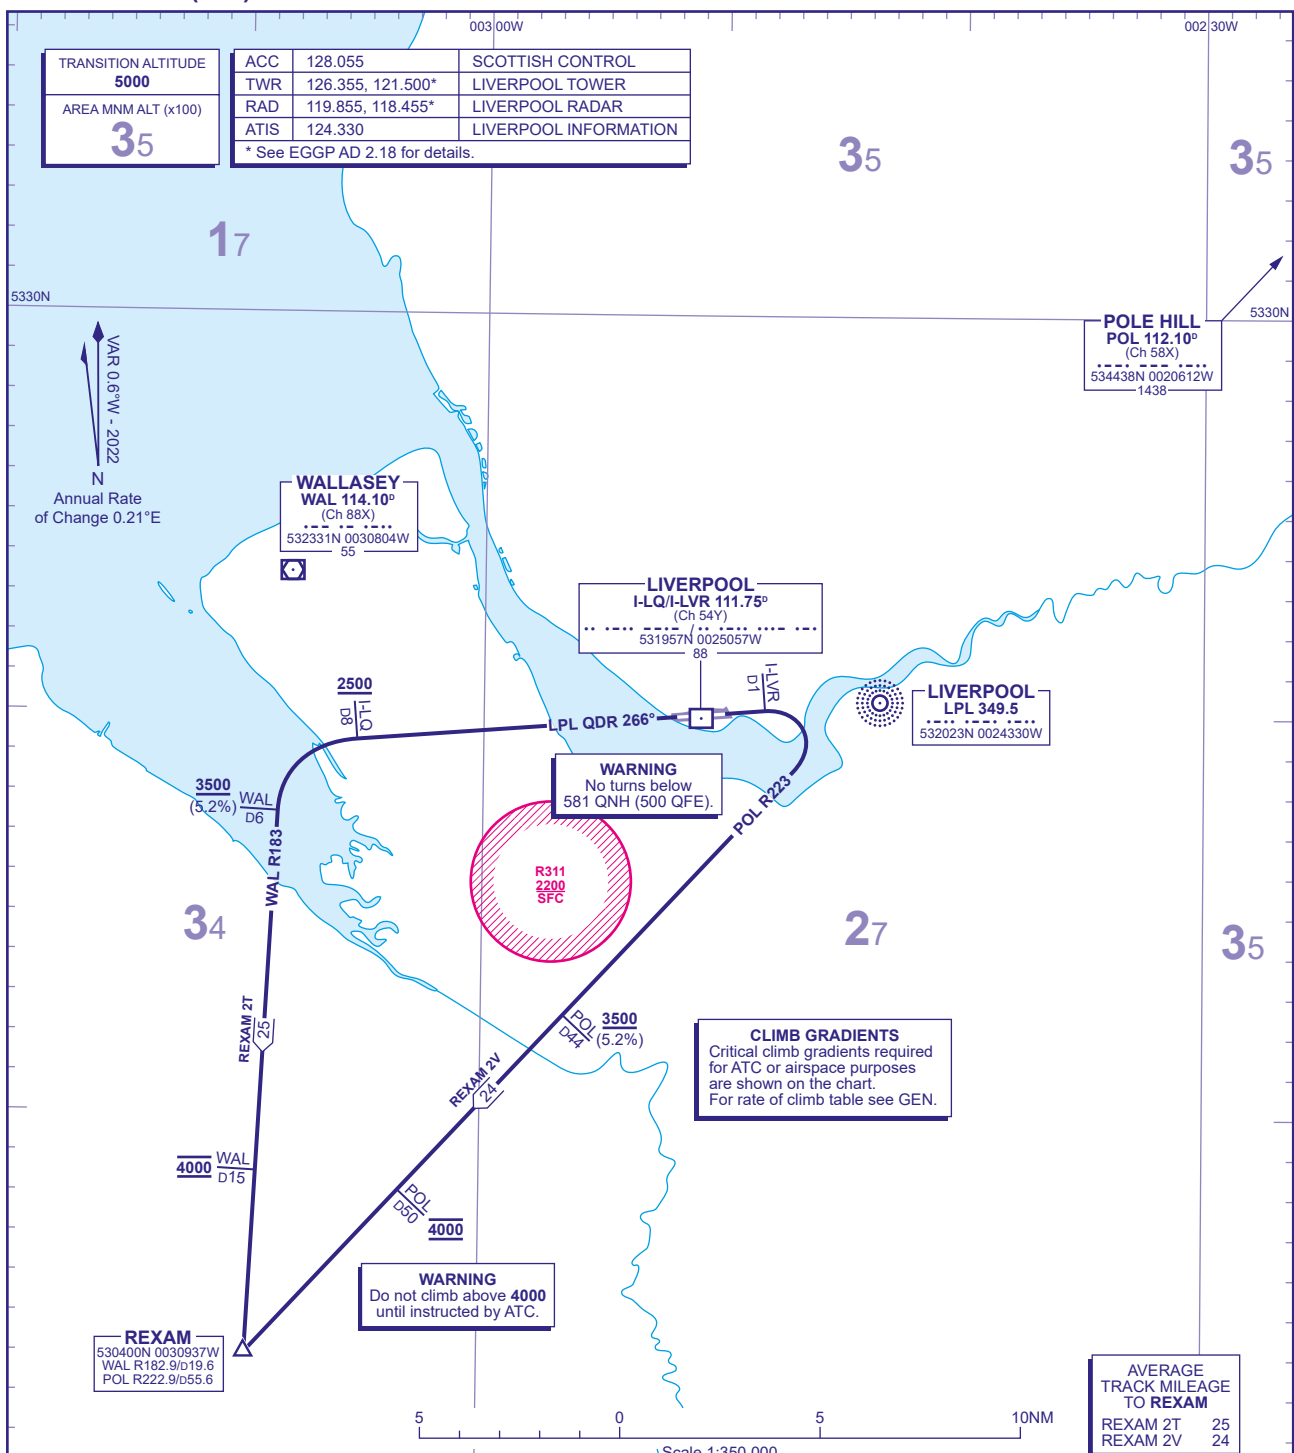 003 00W
002 30W
TRANSITION ALTITUDE
5000
AREA MNM ALT (x100)
35
ACC 128.055 SCOTTISH CONTROL
TWR 126.355, 121.500* LIVERPOOL TOWER
RAD 119.855, 118.455* LIVERPOOL RADAR
ATIS 124.330 LIVERPOOL INFORMATION
* See EGGP AD 2.18 for details.
35
35
17
5330N
5330N
POLE HILL
POL 112.10D
(Ch 58X)
534438N 0020612W
1438
VAR 0.6°W - 2022
N
Annual Rate
of Change 0.21°E
WALLASEY
WAL 114.10D
(Ch 88X)
532331N 0030804W
55
LIVERPOOL
I-LQ/I-LVR 111.75D
(Ch 54Y)
531957N 0025057W
88
2500
I-LQ
D8
LPL QDR 266°
I-LVR
D1
LIVERPOOL
LPL 349.5
532023N 0024330W
WARNING
No turns below
581 QNH (500 QFE).
3500
(5.2%)
WAL
D6
WAL R183
POL R223
R311
2200
SFC
34
27
35
REXAM 2T
25
POL
D44
3500
(5.2%)
CLIMB GRADIENTS
Critical climb gradients required
for ATC or airspace purposes
are shown on the chart.
For rate of climb table see GEN.
REXAM 2V
24
4000
WAL
D15
POL
D50
4000
WARNING
Do not climb above 4000
until instructed by ATC.
REXAM
530400N 0030937W
WAL R182.9/D19.6
POL R222.9/D55.6
AVERAGE
TRACK MILEAGE
TO REXAM
REXAM 2T 25
REXAM 2V 24
5 0 5 10NM
Scale 1:350 000